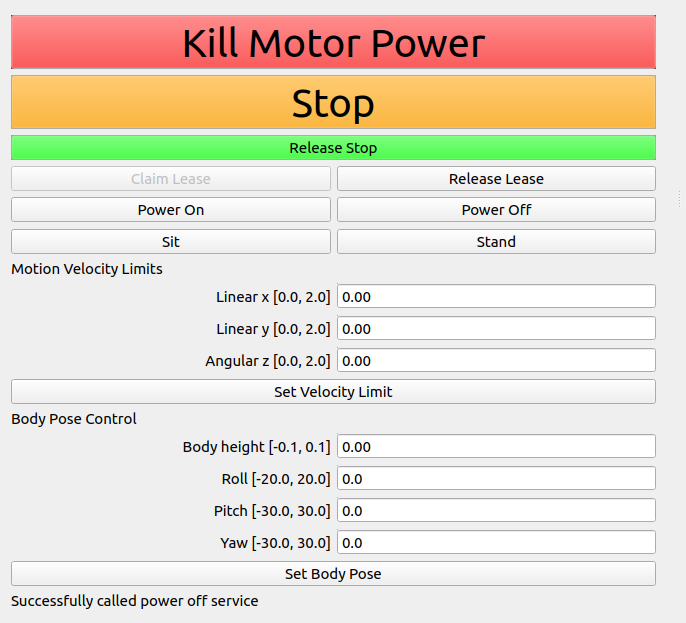 Kill Motor Power
Stop
Release Stop
Claim Lease Release Lease
Power On Power Off
Sit Stand
Motion Velocity Limits
Linear x [0.0, 2.0] 0.00
Linear y [0.0, 2.0] 0.00
Angular z [0.0, 2.0] 0.00
Set Velocity Limit
Body Pose Control
Body height [-0.1, 0.1] 0.00
Roll [-20.0, 20.0] 0.0
Pitch [-30.0, 30.0] 0.0
Yaw [-30.0, 30.0] 0.0
Set Body Pose
Successfully called power off service